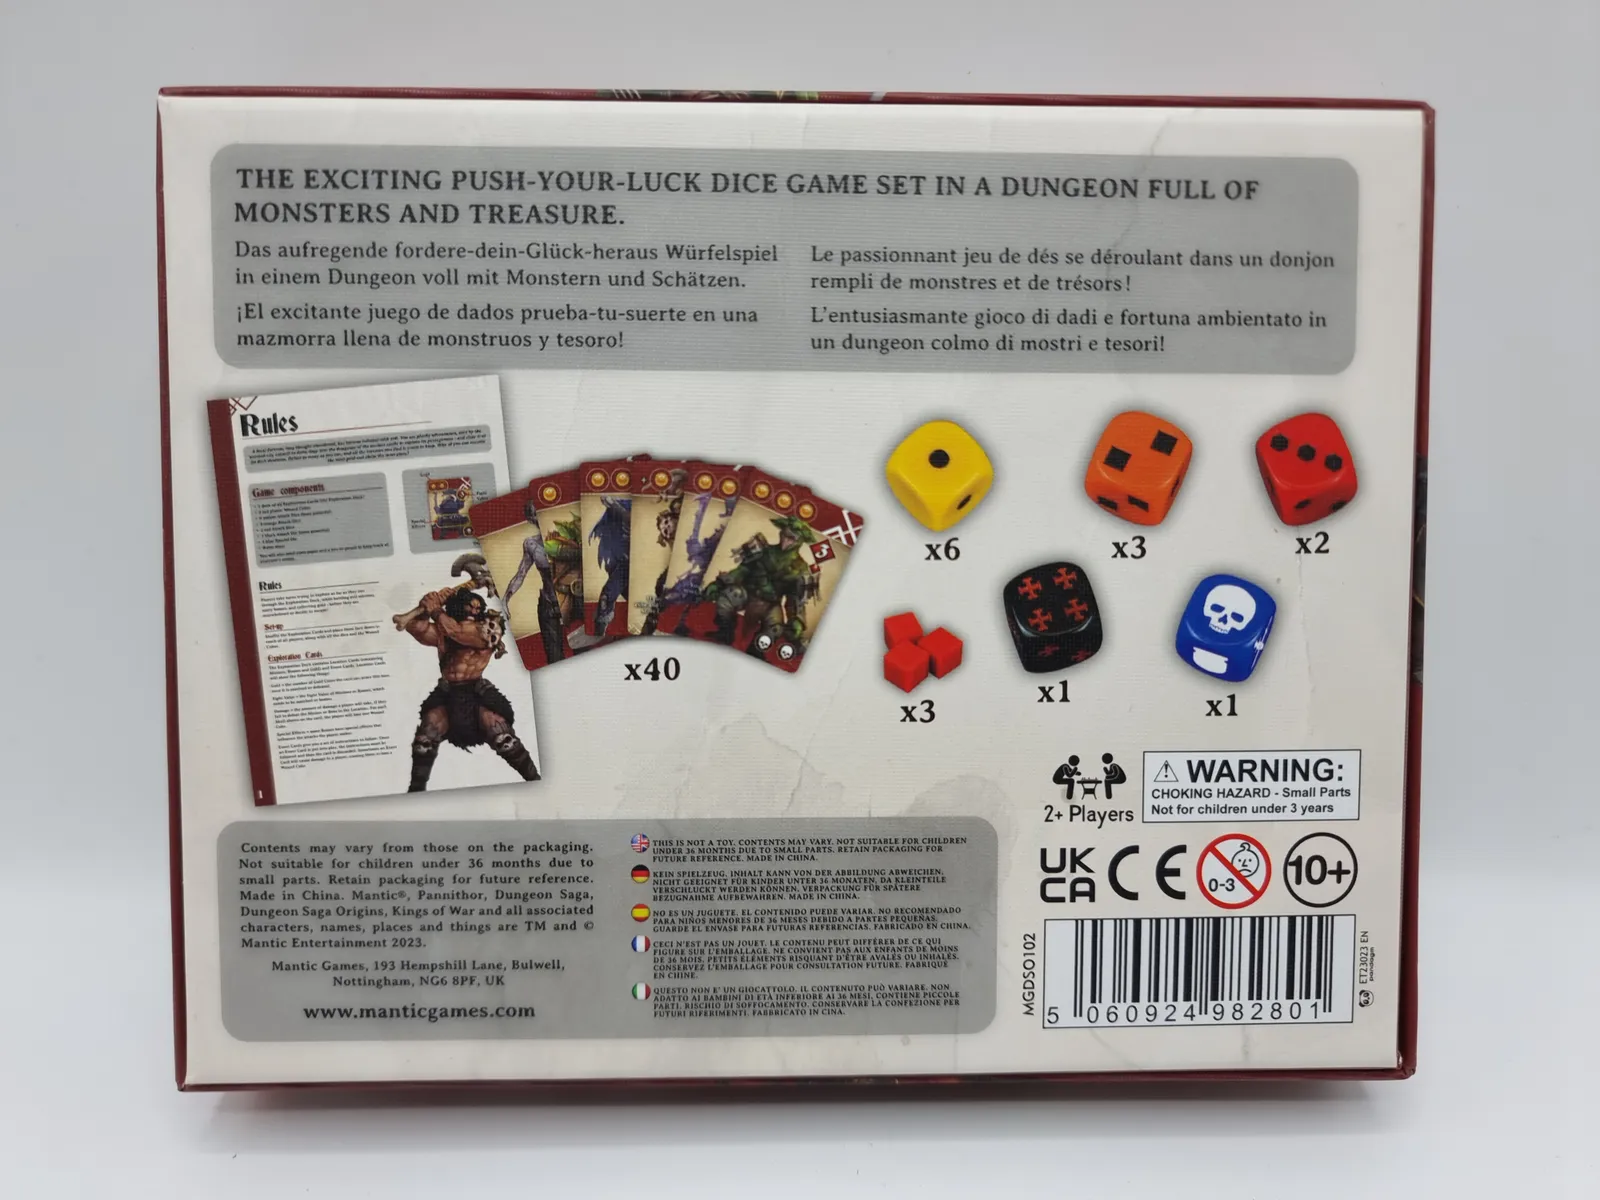 THE EXCITING PUSH-YOUR-LUCK DICE GAME SET IN A DUNGEON FULL OF
MONSTERS AND TREASURE.
Das aufregende fordere-dein-Glück-heraus Würfelspiel
in einem Dungeon voll mit Monstern und Schätzen.
¡El excitante juego de dados prueba-tu-suerte en una
mazmorra llena de monstruos y tesoro!
Le passionnant jeu de dés se déroulant dans un donjon
rempli de monstres et de trésors!
L'entusiasmante gioco di dadi e fortuna ambientato in
un dungeon colmo di mostri e tesori!
Rules
Game components
Rules
Set-up
Exploration Cards
3
x40
x6
x3
x2
x3
x1
x1
2+ Players
WARNING:
CHOKING HAZARD - Small Parts
Not for children under 3 years
UK
CA
CE
0-3
10+
Contents may vary from those on the packaging.
Not suitable for children under 36 months due to
small parts. Retain packaging for future reference.
Made in China. Mantic®, Pannithor, Dungeon Saga,
Dungeon Saga Origins, Kings of War and all associated
characters, names, places and things are TM and ©
Mantic Entertainment 2023.
Mantic Games, 193 Hempshill Lane, Bulwell,
Nottingham, NG6 8PF, UK
www.manticgames.com
THIS IS NOT A TOY. CONTENTS MAY VARY. NOT SUITABLE FOR CHILDREN
UNDER 36 MONTHS DUE TO SMALL PARTS. RETAIN PACKAGING FOR
FUTURE REFERENCE. MADE IN CHINA.
KEIN SPIELZEUG. INHALT KANN VON DER ABBILDUNG ABWEICHEN.
NICHT GEEIGNET FÜR KINDER UNTER 36 MONATEN, DA KLEINTEILE
VERSCHLUCKT WERDEN KÖNNEN. VERPACKUNG FÜR SPÄTERE
BEZUGNAHME AUFBEWAHREN. MADE IN CHINA.
NO ES UN JUGUETE. EL CONTENIDO PUEDE VARIAR. NO RECOMENDADO
PARA NIÑOS MENORES DE 36 MESES DEBIDO A PARTES PEQUEÑAS.
GUARDE EL ENVASE PARA FUTURAS REFERENCIAS. FABRICADO EN CHINA.
CECI N'EST PAS UN JOUET. LE CONTENU PEUT DIFFÉRER DE CE QUI
FIGURE SUR L'EMBALLAGE. NE CONVIENT PAS AUX ENFANTS DE MOINS
DE 36 MOIS. PETITS ÉLÉMENTS RISQUANT D'ÊTRE AVALÉS OU INHALÉS.
CONSERVEZ L'EMBALLAGE POUR CONSULTATION FUTURE. FABRIQUÉ
EN CHINE.
QUESTO NON E' UN GIOCATTOLO. IL CONTENUTO PUÒ VARIARE. NON
ADATTO AI BAMBINI DI ETÀ INFERIORE AI 36 MESI. CONTIENE PICCOLE
PARTI. RISCHIO DI SOFFOCAMENTO. CONSERVARE LA CONFEZIONE PER
FUTURI RIFERIMENTI. FABBRICATO IN CINA.
MGDSO102
5 060924 982801
ET23023 EN